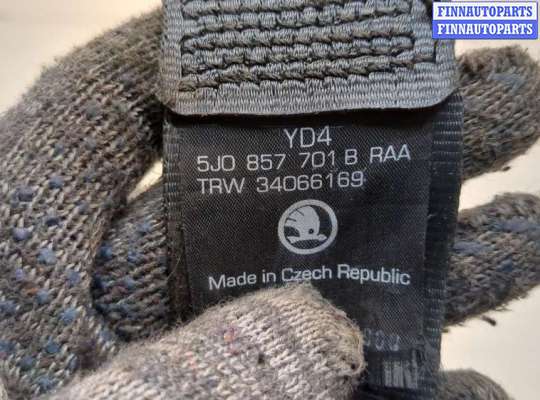 FINNAUTOPARTS
FINNAUTOPARTS
YD4
5J0 857 701 B RAA
TRW 34066169
Made in Czech Republic